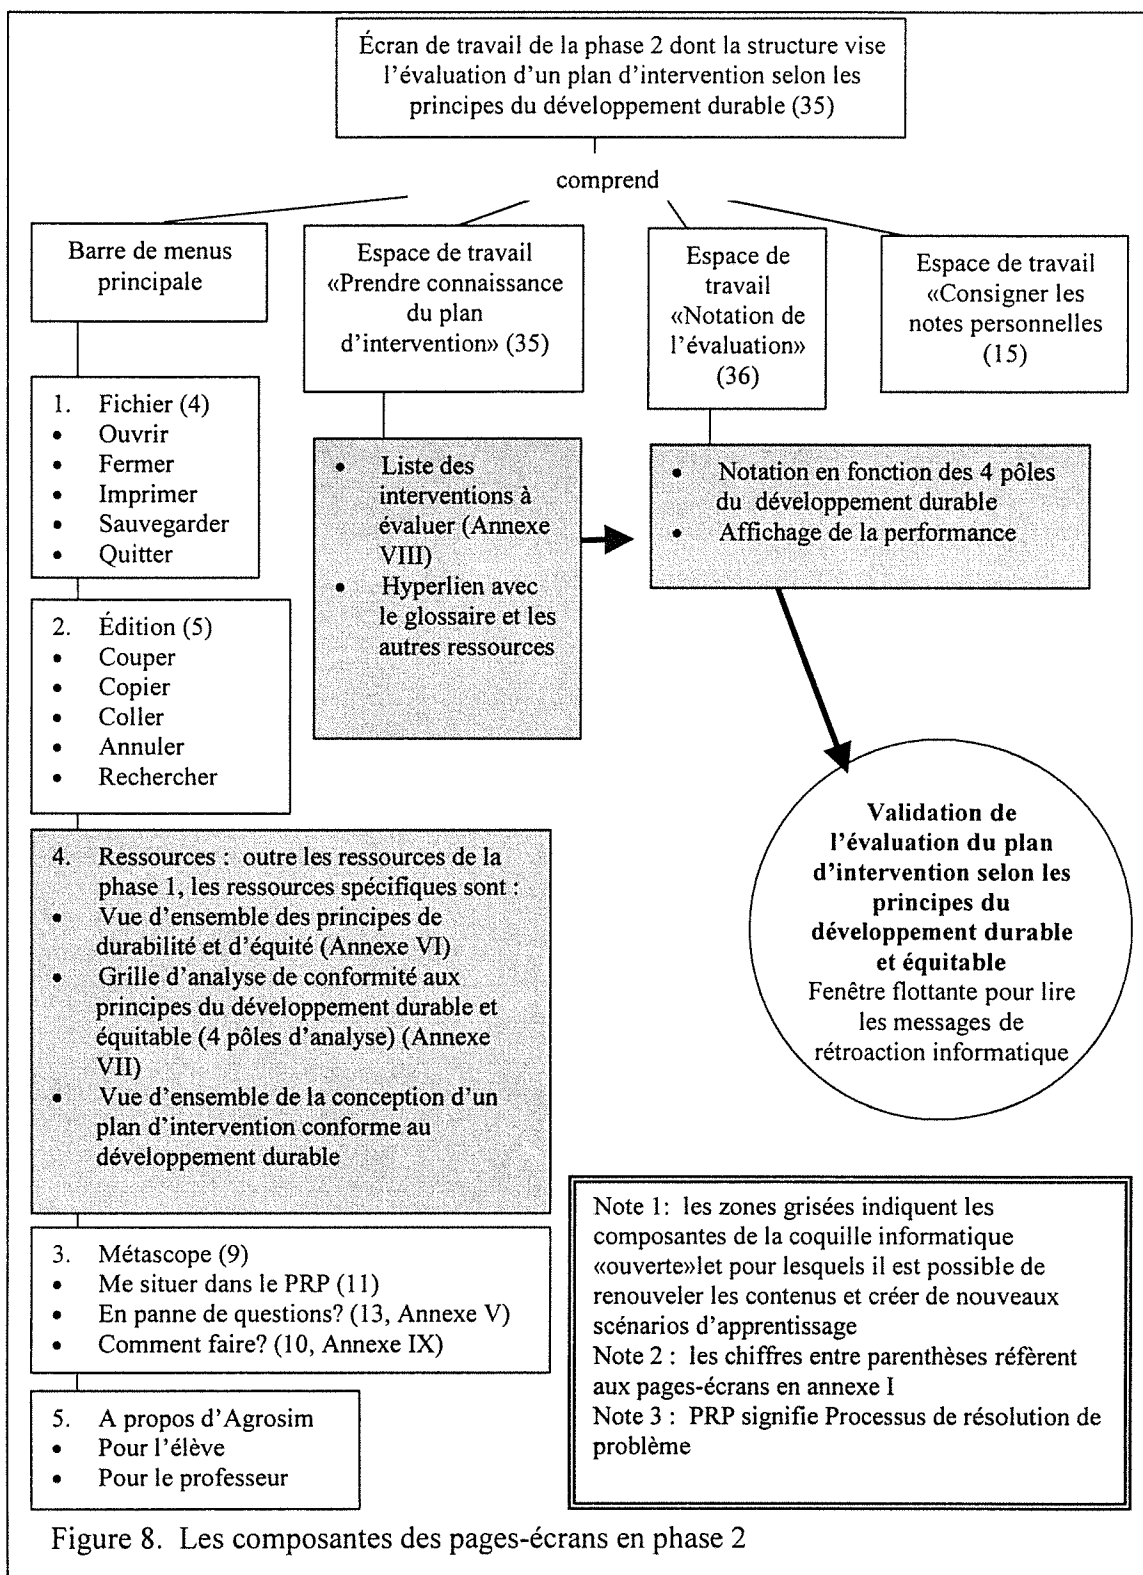 Écran de travail de la phase 2 dont la structure vise
l'évaluation d'un plan d'intervention selon les
principes du développement durable (35)
comprend
Barre de menus
principale
Espace de travail
«Prendre connaissance
du plan
d'intervention» (35)
Espace de
travail
«Notation de
l'évaluation»
(36)
Espace de travail
«Consigner les
notes personnelles
(15)
1. Fichier (4)
• Ouvrir
• Fermer
• Imprimer
• Sauvegarder
• Quitter
• Liste des
interventions à
évaluer (Annexe
VIII)
• Hyperlien avec
le glossaire et les
autres ressources
• Notation en fonction des 4 pôles
du développement durable
• Affichage de la performance
2. Édition (5)
• Couper
• Copier
• Coller
• Annuler
• Rechercher
Validation de
l'évaluation du plan
d'intervention selon les
principes du
développement durable
et équitable
Fenêtre flottante pour lire
les messages de
rétroaction informatique
4. Ressources : outre les ressources de la
phase 1, les ressources spécifiques sont :
• Vue d'ensemble des principes de
durabilité et d'équité (Annexe VI)
• Grille d'analyse de conformité aux
principes du développement durable et
équitable (4 pôles d'analyse) (Annexe
VII)
• Vue d'ensemble de la conception d'un
plan d'intervention conforme au
développement durable
3. Métascope (9)
• Me situer dans le PRP (11)
• En panne de questions? (13, Annexe V)
• Comment faire? (10, Annexe IX)
5. A propos d'Agrosim
• Pour l'élève
• Pour le professeur
Note 1: les zones grisées indiquent les
composantes de la coquille informatique
«ouverte»let pour lesquels il est possible de
renouveler les contenus et créer de nouveaux
scénarios d'apprentissage
Note 2 : les chiffres entre parenthèses réfèrent
aux pages-écrans en annexe I
Note 3 : PRP signifie Processus de résolution de
problème
Figure 8. Les composantes des pages-écrans en phase 2